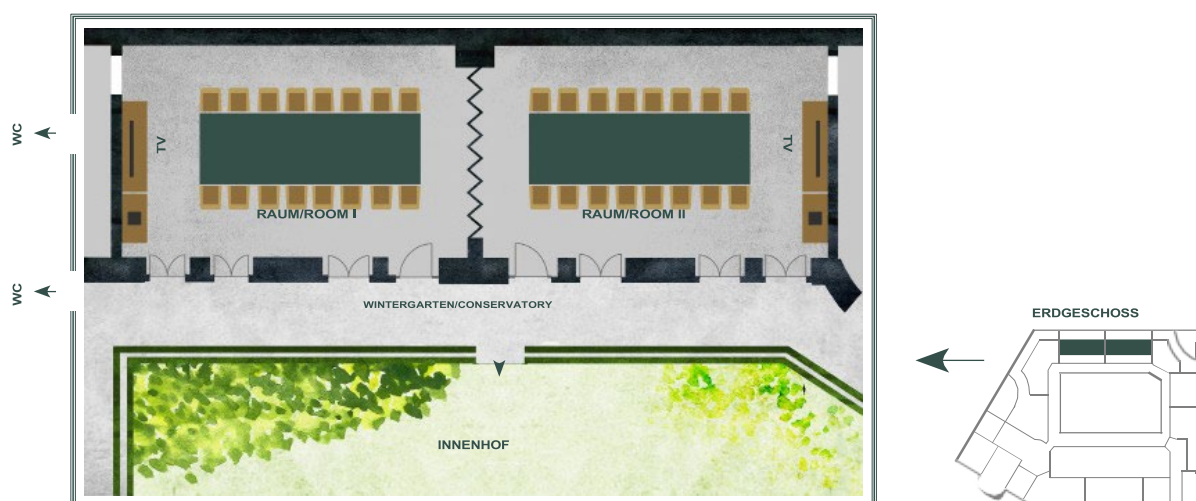 WC
TV
TV
RAUM/ROOM I
RAUM/ROOM II
WC
WINTERGARTEN/CONSERVATORY
ERDGESCHOSS
INNENHOF